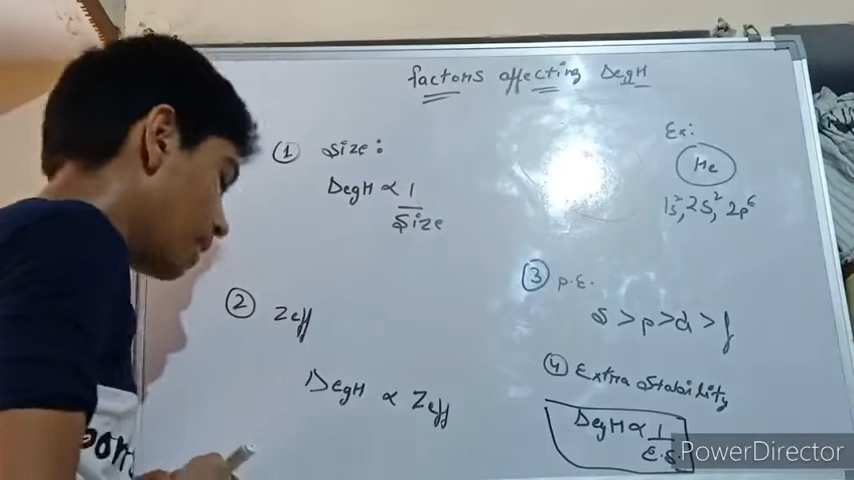 factors affecting ΔegH
① Size:
ΔegH ∝ 1
Size
Ex:
He
1s², 2s², 2p⁶
② Zeff
ΔegH ∝ Zeff
③ P.E.
s > p > d > f
④ Extra Stability
ΔegH ∝ 1
E.S.
PowerDirector